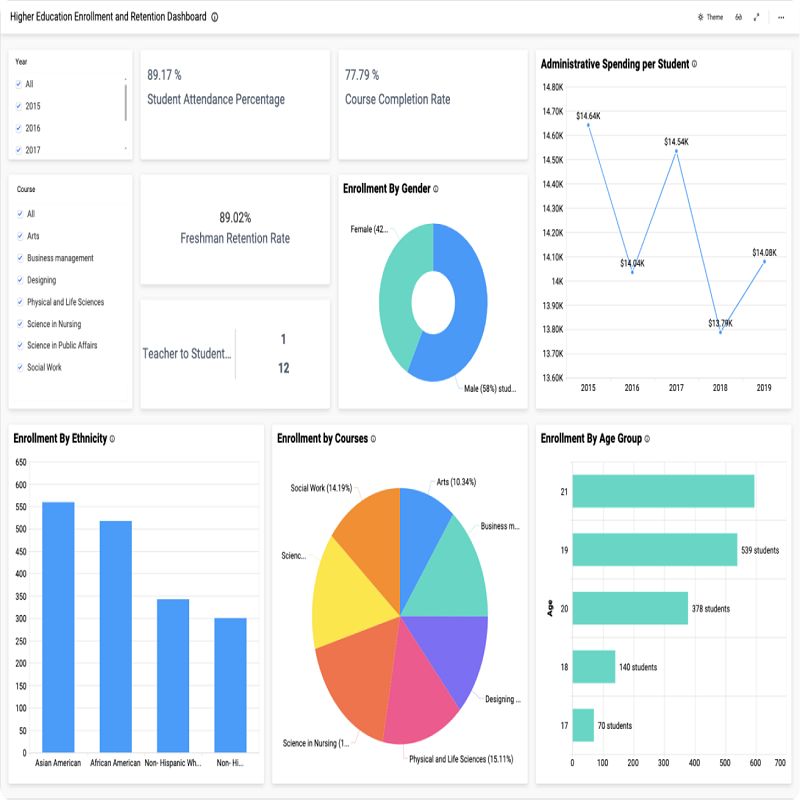 Higher Education Enrollment and Retention Dashboard
Theme
Year
All
2015
2016
2017
89.17 %
Student Attendance Percentage
77.79 %
Course Completion Rate
Administrative Spending per Student
14.80K
14.70K
14.60K
14.50K
14.40K
14.30K
14.20K
14.10K
14K
13.90K
13.80K
13.70K
13.60K
$14.64K
$14.04K
$14.54K
$13.79K
$14.08K
2015
2016
2017
2018
2019
Course
All
Arts
Business management
Designing
Physical and Life Sciences
Science in Nursing
Science in Public Affairs
Social Work
89.02%
Freshman Retention Rate
Teacher to Student...
1
12
Enrollment By Gender
Female (42...
Male (58%) stud...
Enrollment By Ethnicity
650
600
550
500
450
400
350
300
250
200
150
100
50
0
Asian American
African American
Non- Hispanic Wh...
Non- Hi...
Enrollment by Courses
Social Work (14.19%)
Arts (10.34%)
Business m...
Scienc...
Designing ...
Science in Nursing (1...
Physical and Life Sciences (15.11%)
Enrollment By Age Group
Age
21
19
539 students
20
378 students
18
140 students
17
70 students
0
100
200
300
400
500
600
700